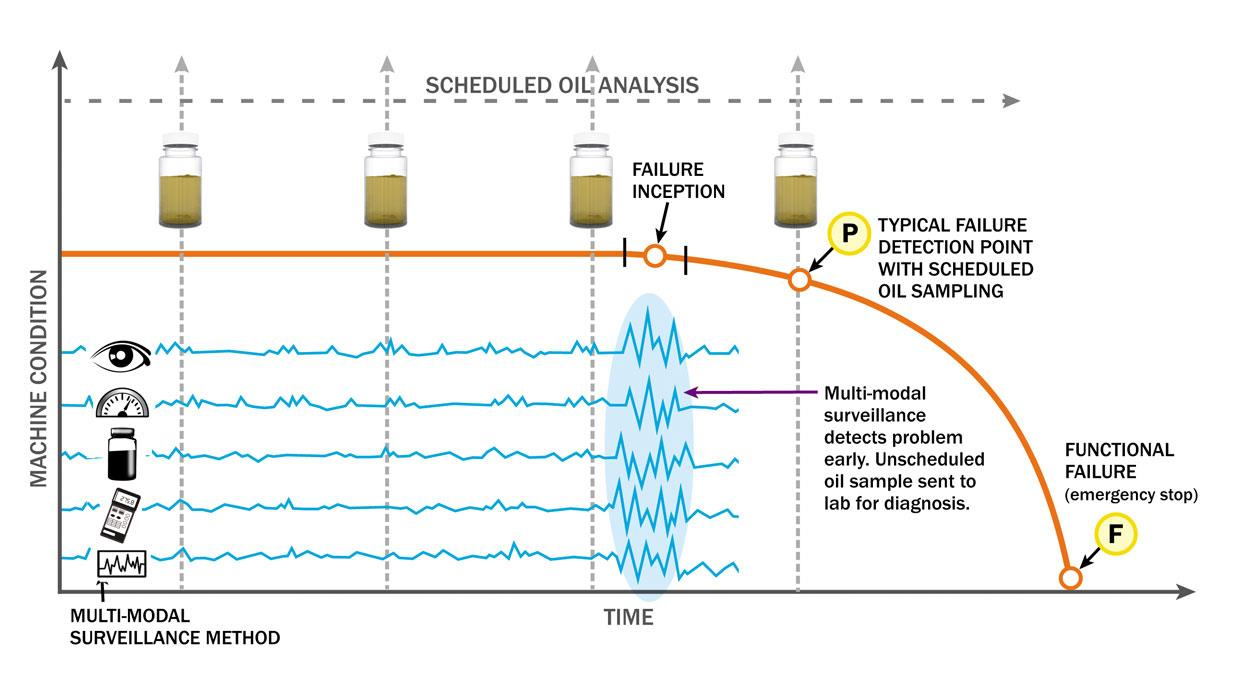 SCHEDULED OIL ANALYSIS
FAILURE
INCEPTION
P
TYPICAL FAILURE
DETECTION POINT
WITH SCHEDULED
OIL SAMPLING
MACHINE CONDITION
Multi-modal
surveillance
detects problem
early. Unscheduled
oil sample sent to
lab for diagnosis.
FUNCTIONAL
FAILURE
(emergency stop)
F
TIME
MULTI-MODAL
SURVEILLANCE METHOD